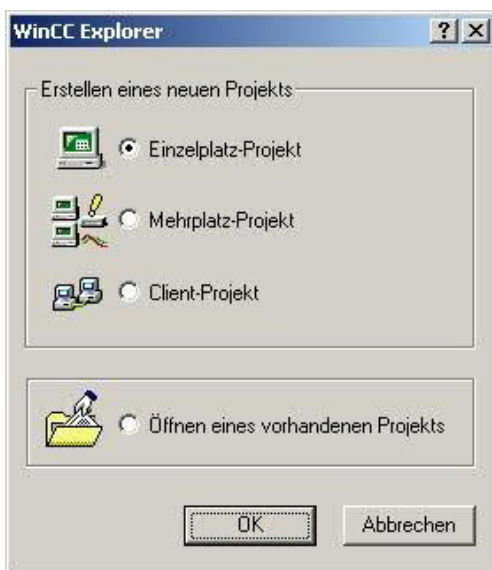 WinCC Explorer
Erstellen eines neuen Projekts
Einzelplatz-Projekt
Mehrplatz-Projekt
Client-Projekt
Öffnen eines vorhandenen Projekts
OK
Abbrechen